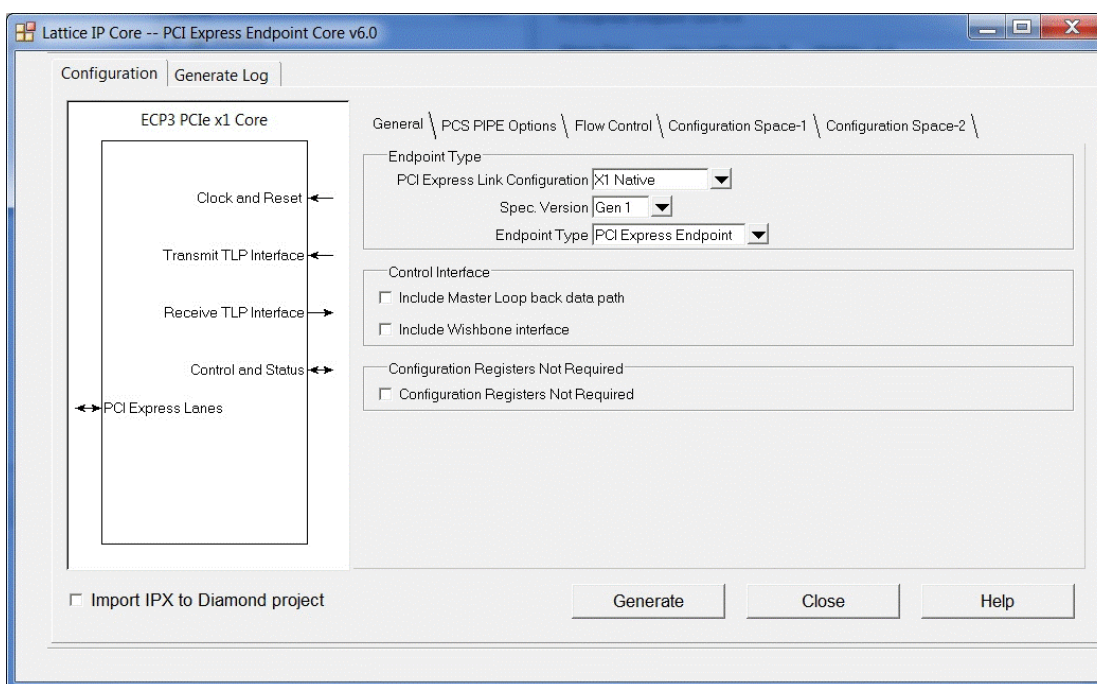 Lattice IP Core -- PCI Express Endpoint Core v6.0
Configuration
Generate Log
ECP3 PCIe x1 Core
Clock and Reset
Transmit TLP Interface
Receive TLP Interface
Control and Status
PCI Express Lanes
General \ PCS PIPE Options \ Flow Control \ Configuration Space-1 \ Configuration Space-2 \
Endpoint Type
PCI Express Link Configuration X1 Native
Spec. Version Gen 1
Endpoint Type PCI Express Endpoint
Control Interface
Include Master Loop back data path
Include Wishbone interface
Configuration Registers Not Required
Configuration Registers Not Required
Import IPX to Diamond project
Generate
Close
Help